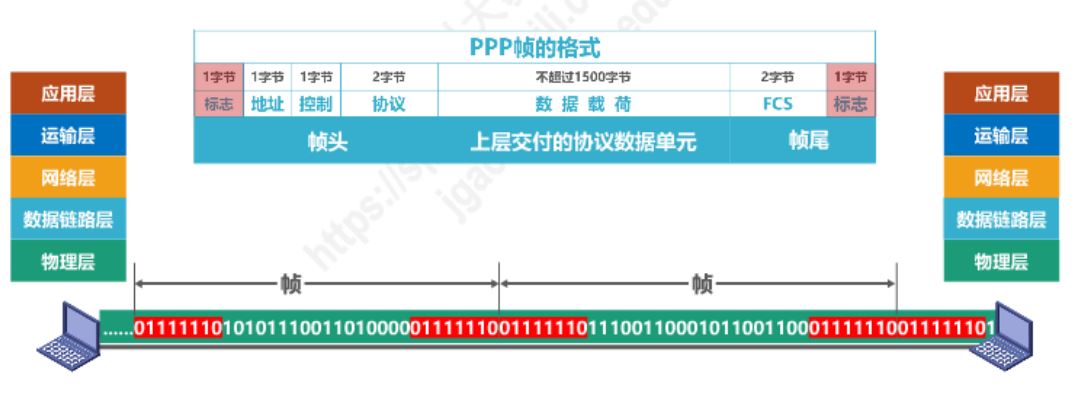 PPP帧的格式
1字节 1字节 1字节 2字节 不超过1500字节 2字节 1字节
标志 地址 控制 协议 数据载荷 FCS 标志
帧头 上层交付的协议数据单元 帧尾
应用层
运输层
网络层
数据链路层
物理层
应用层
运输层
网络层
数据链路层
物理层
帧 帧
......011111101010111001101000001111110011111101110011000101100110001111110011111101